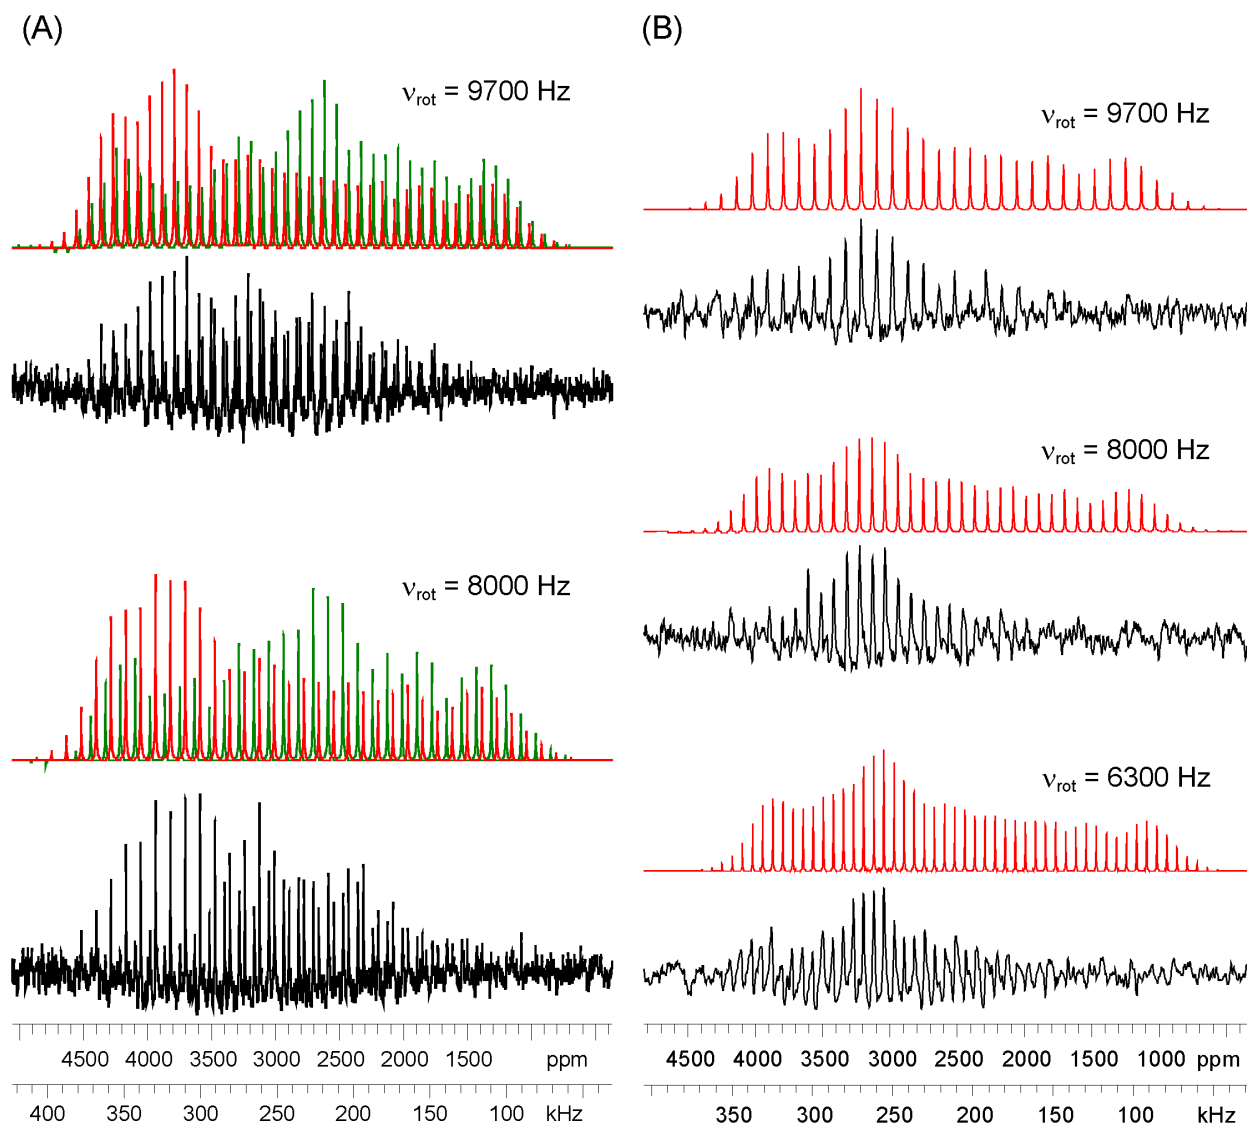 (A)
(B)
νrot = 9700 Hz
νrot = 9700 Hz
νrot = 8000 Hz
νrot = 8000 Hz
νrot = 6300 Hz
4500 4000 3500 3000 2500 2000 1500 ppm
400 350 300 250 200 150 100 kHz
4500 4000 3500 3000 2500 2000 1500 1000 ppm
350 300 250 200 150 100 kHz